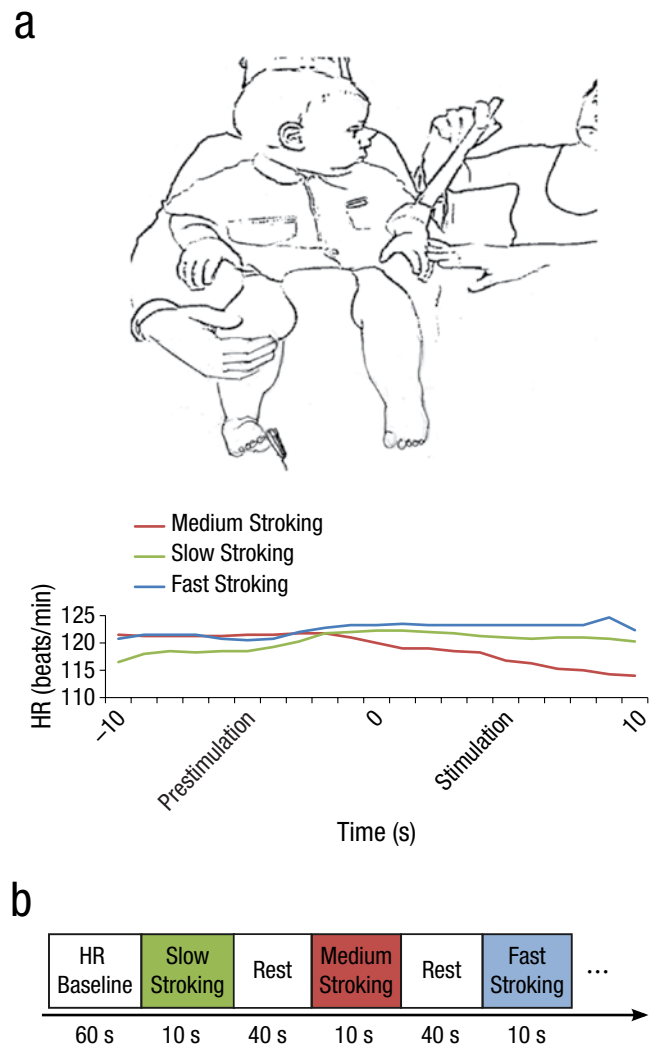 a
Medium Stroking
Slow Stroking
Fast Stroking
HR (beats/min)
125
120
115
110
–10
Prestimulation
0
Stimulation
10
Time (s)
b
HR
Baseline
Slow
Stroking
Rest
Medium
Stroking
Rest
Fast
Stroking
...
60 s
10 s
40 s
10 s
40 s
10 s